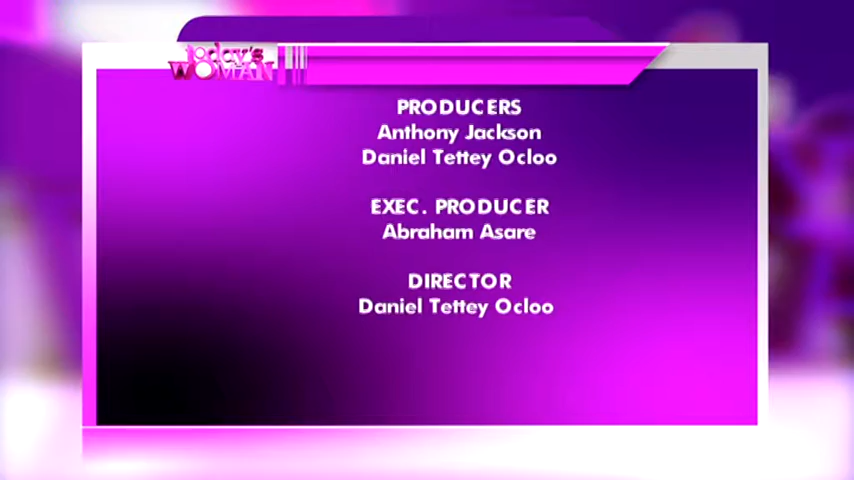 today's
WOMAN
PRODUCERS
Anthony Jackson
Daniel Tettey Ocloo
EXEC. PRODUCER
Abraham Asare
DIRECTOR
Daniel Tettey Ocloo